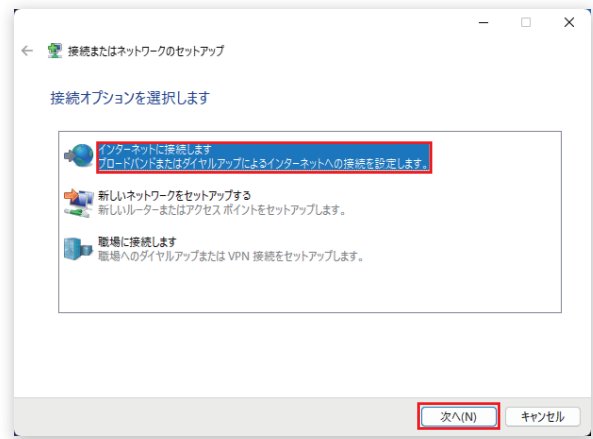 接続またはネットワークのセットアップ
接続オプションを選択します
インターネットに接続します
ブロードバンドまたはダイヤルアップによるインターネットへの接続を設定します。
新しいネットワークをセットアップする
新しいルーターまたはアクセス ポイントをセットアップします。
職場に接続します
職場へのダイヤルアップまたは VPN 接続をセットアップします。
次へ(N)
キャンセル